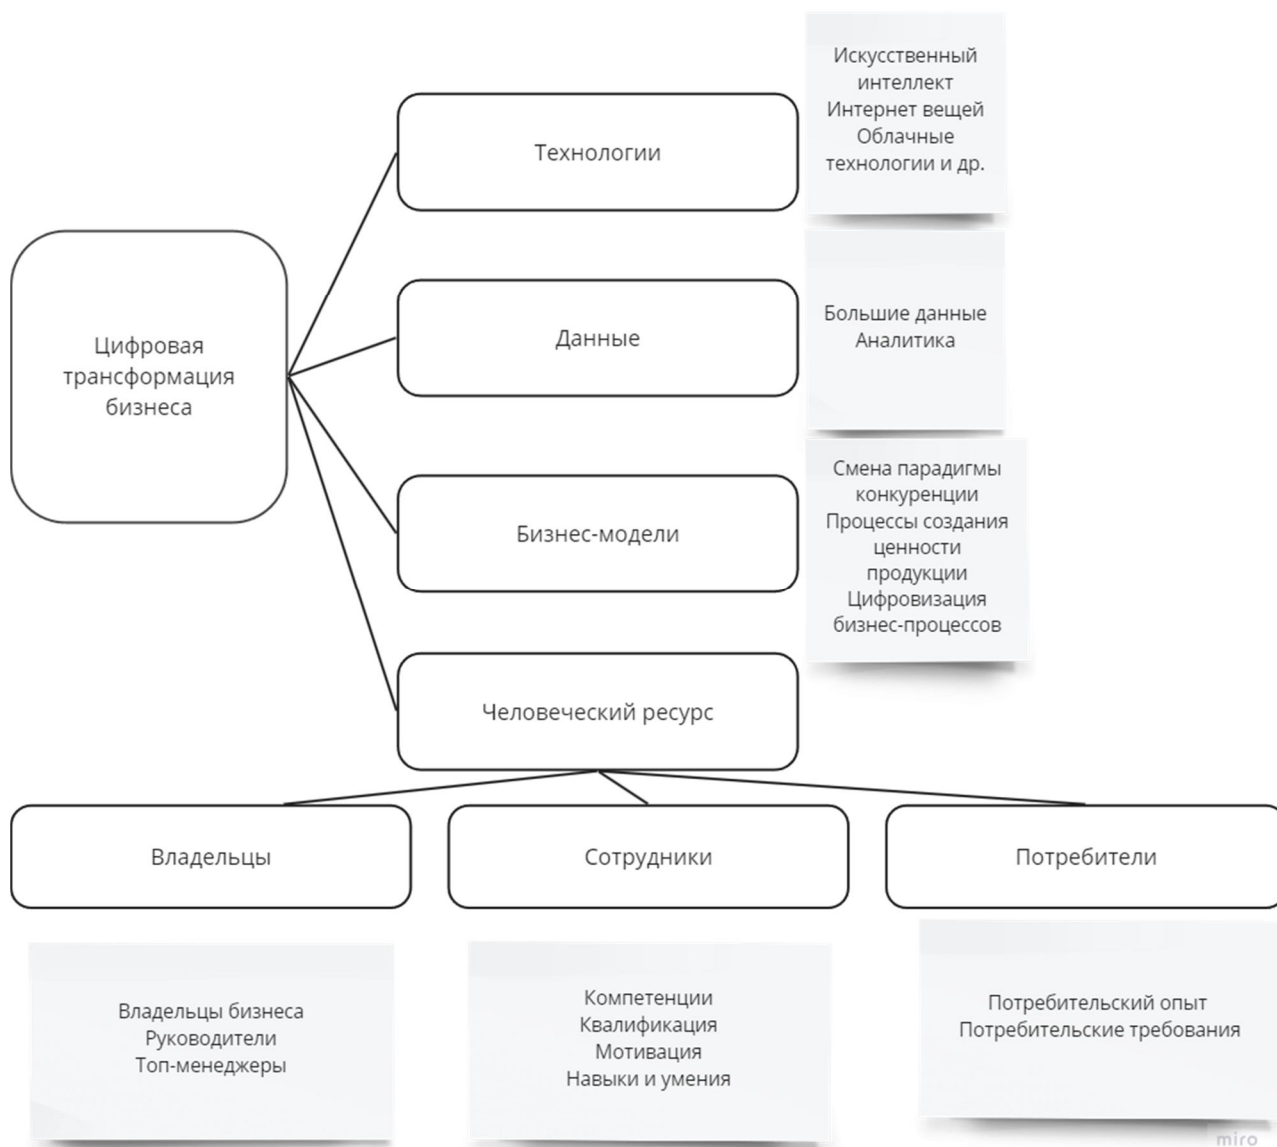 Искусственный
интеллект
Интернет вещей
Облачные
технологии и др.
Технологии
Цифровая
трансформация
бизнеса
Данные
Большие данные
Аналитика
Бизнес-модели
Смена парадигмы
конкуренции
Процессы создания
ценности
продукции
Цифровизация
бизнес-процессов
Человеческий ресурс
Владельцы
Сотрудники
Потребители
Владельцы бизнеса
Руководители
Топ-менеджеры
Компетенции
Квалификация
Мотивация
Навыки и умения
Потребительский опыт
Потребительские требования
miro